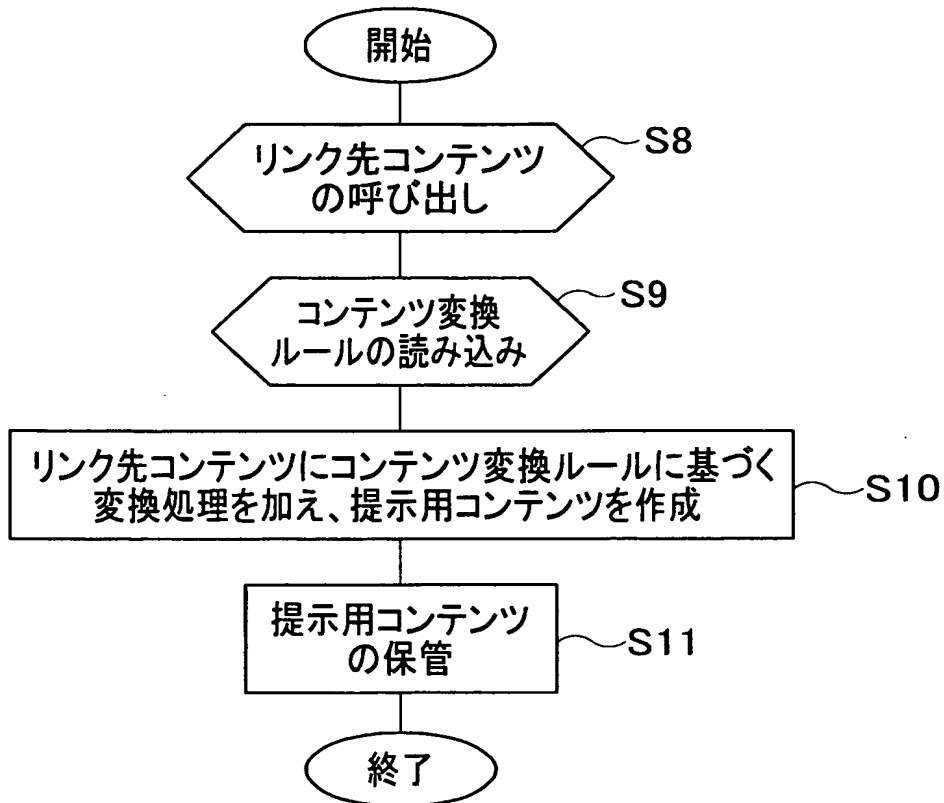 開始
リンク先コンテンツ
の呼び出し
S8
コンテンツ変換
ルールの読み込み
S9
リンク先コンテンツにコンテンツ変換ルールに基づく
変換処理を加え、提示用コンテンツを作成
S10
提示用コンテンツ
の保管
S11
終了